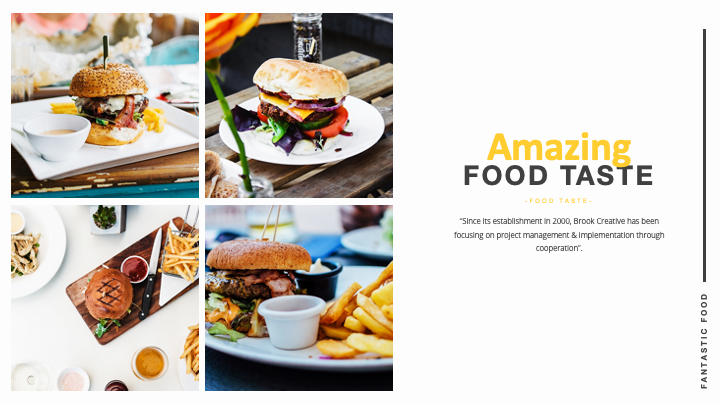 Amazing
FOOD TASTE
-FOOD TASTE-
“Since its establishment in 2000, Brook Creative has been
focusing on project management & implementation through
cooperation”.
FANTASTIC FOOD